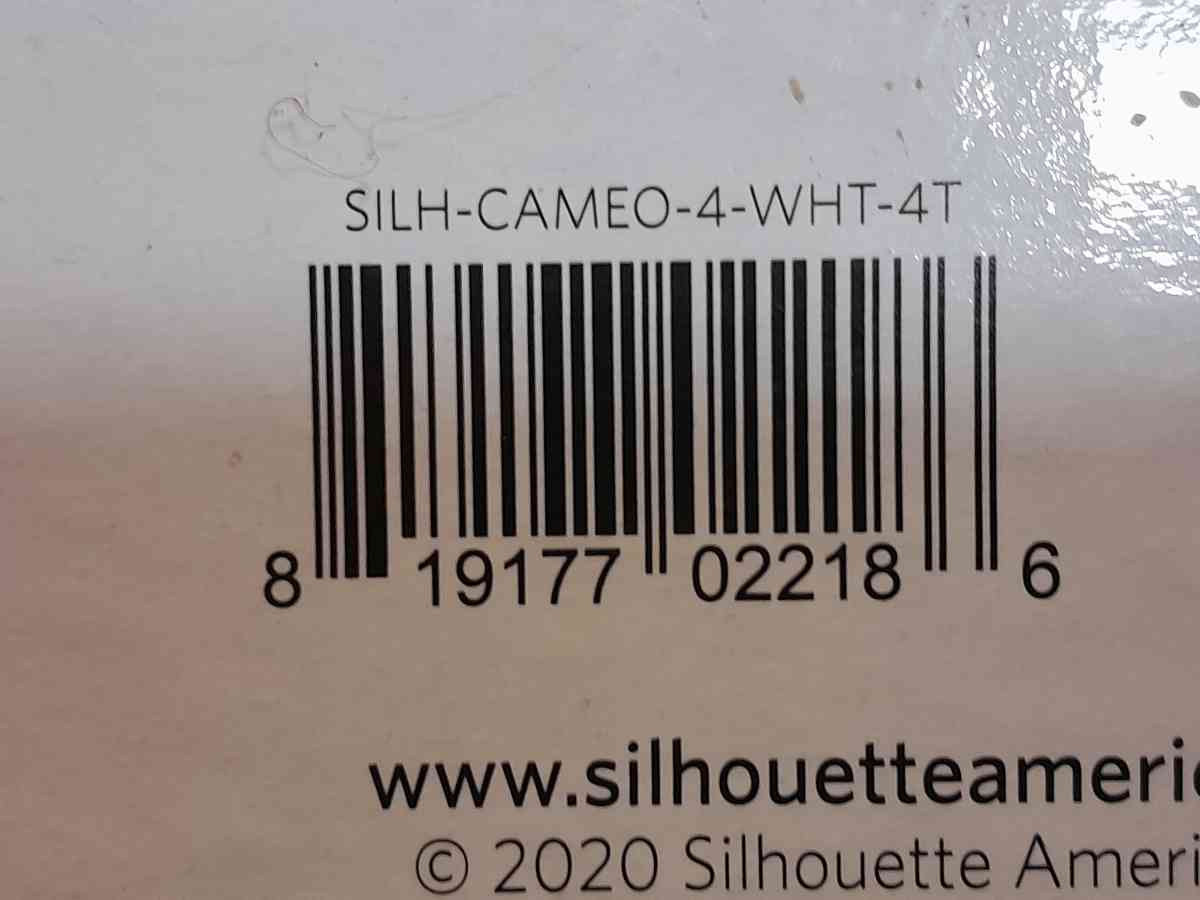 SILH-CAMEO-4-WHT-4T
8 19177 02218 6
www.silhouetteameri
© 2020 Silhouette Ameri